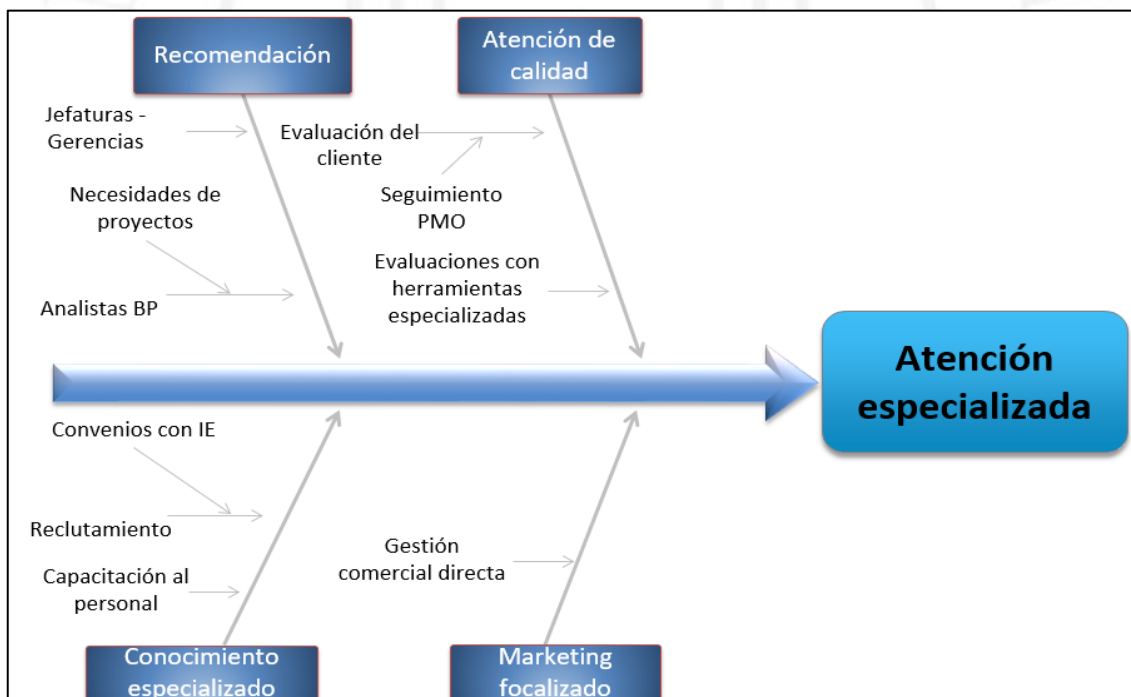 Recomendación
Atención de
calidad
Jefaturas -
Gerencias
Evaluación del
cliente
Necesidades de
proyectos
Seguimiento
PMO
Analistas BP
Evaluaciones con
herramientas
especializadas
Atención
especializada
Convenios con IE
Reclutamiento
Capacitación al
personal
Gestión
comercial directa
Conocimiento
especializado
Marketing
focalizado